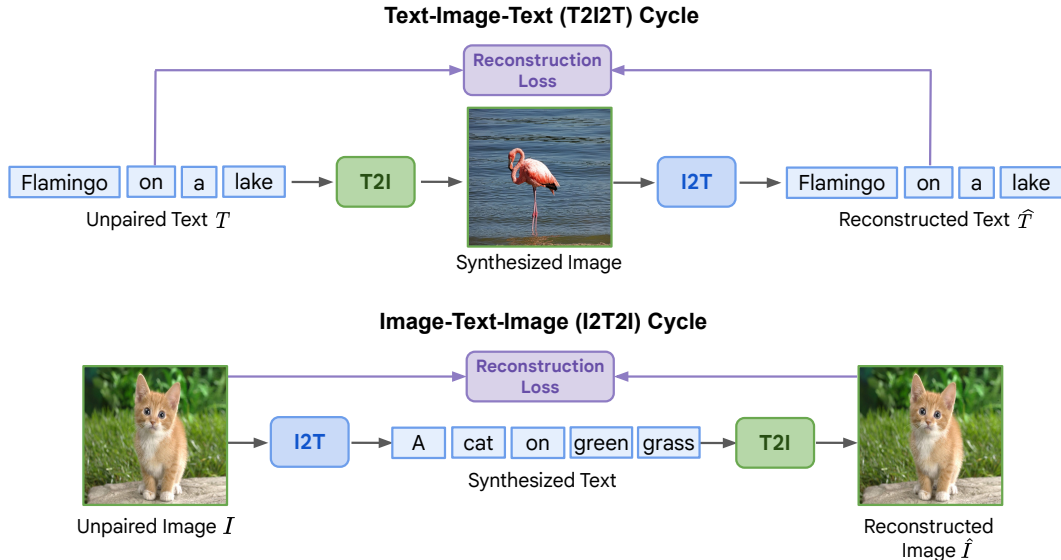 Text-Image-Text (T2I2T) Cycle
Reconstruction
Loss
Flamingo on a lake
T2I
I2T
Flamingo on a lake
Unpaired Text T
Synthesized Image
Reconstructed Text T̂
Image-Text-Image (I2T2I) Cycle
Reconstruction
Loss
I2T
A cat on green grass
T2I
Synthesized Text
Unpaired Image I
Reconstructed
Image Î